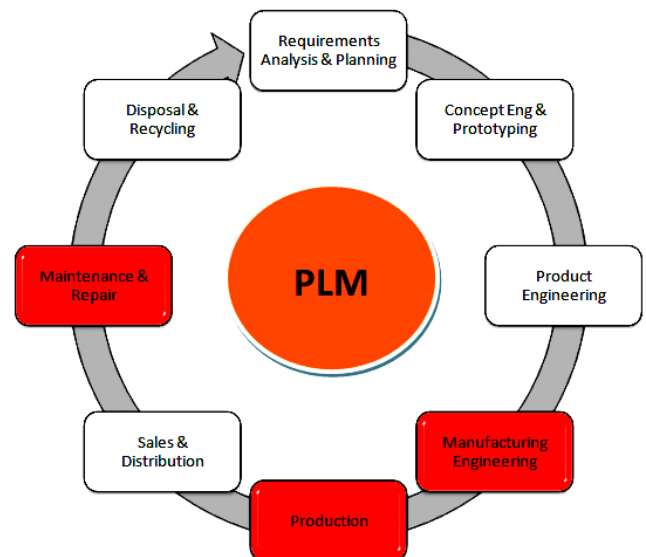 Requirements
Analysis & Planning
Concept Eng &
Prototyping
Product
Engineering
Manufacturing
Engineering
Production
Sales &
Distribution
Maintenance &
Repair
Disposal &
Recycling
PLM